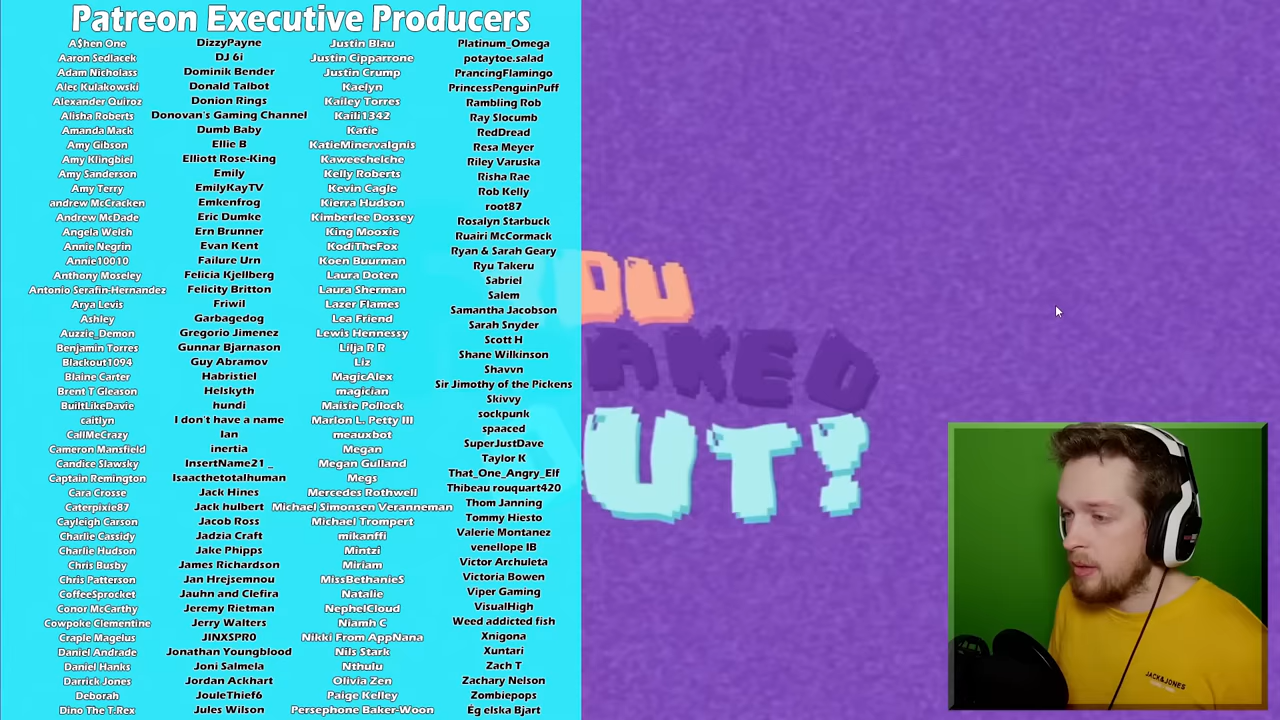 Patreon Executive Producers
A$hen One
Aaron Sedlacek
Adam Nicholass
Alec Kulakowski
Alexander Quiroz
Alisha Roberts
Amanda Mack
Amy Gibson
Amy Klingbiel
Amy Sanderson
Amy Terry
andrew McCracken
Andrew McDade
Angela Welch
Annie Negrin
Annie10010
Anthony Moseley
Antonio Serafin-Hernandez
Arya Levis
Ashley
Auzzie_Demon
Benjamin Torres
Blackout1094
Blaine Carter
Brent T Gleason
BuiltLikeDavie
caitlyn
CallMeCrazy
Cameron Mansfield
Candice Slawsky
Captain Remington
Cara Crosse
Caterpixie87
Cayleigh Carson
Charlie Cassidy
Charlie Hudson
Chris Busby
Chris Patterson
CoffeeSprocket
Conor McCarthy
Cowpoke Clementine
Craple Magelus
Daniel Andrade
Daniel Hanks
Darrick Jones
Deborah
Dino The T.Rex
DizzyPayne
DJ 6i
Dominik Bender
Donald Talbot
Donion Rings
Donovan's Gaming Channel
Dumb Baby
Ellie B
Elliott Rose-King
Emily
EmilyKayTV
Emkenfrog
Eric Dumke
Ern Brunner
Evan Kent
Failure Urn
Felicia Kjellberg
Felicity Britton
Friwil
Garbagedog
Gregorio Jimenez
Gunnar Bjarnason
Guy Abramov
Habristiel
Helskyth
hundi
I don't have a name
Ian
inertia
InsertName21 _
Isaacthetotalhuman
Jack Hines
Jack hulbert
Jacob Ross
Jadzia Craft
Jake Phipps
James Richardson
Jan Hrejsemnou
Jauhn and Clefira
Jeremy Rietman
Jerry Walters
JINXSPR0
Jonathan Youngblood
Joni Salmela
Jordan Ackhart
JouleThief6
Jules Wilson
Justin Blau
Justin Cipparrone
Justin Crump
Kaelyn
Kailey Torres
Kaili1342
Katie
KatieMinervaIgnis
Kaweechelche
Kelly Roberts
Kevin Cagle
Kierra Hudson
Kimberlee Dossey
King Mooxie
KodiTheFox
Koen Buurman
Laura Doten
Laura Sherman
Lazer Flames
Lea Friend
Lewis Hennessy
Lilja R R
Liz
MagicAlex
magician
Maisie Pollock
Marlon L. Petty III
meauxbot
Megan
Megan Gulland
Megs
Mercedes Rothwell
Michael Simonsen Veranneman
Michael Trompert
mikanffi
Mintzi
Miriam
MissBethanieS
Natalie
NephelCloud
Niamh C
Nikki From AppNana
Nils Stark
Nthulu
Olivia Zen
Paige Kelley
Persephone Baker-Woon
Platinum_Omega
potaytoe.salad
PrancingFlamingo
PrincessPenguinPuff
Rambling Rob
Ray Slocumb
RedDread
Resa Meyer
Riley Varuska
Risha Rae
Rob Kelly
root87
Rosalyn Starbuck
Ruairi McCormack
Ryan & Sarah Geary
Ryu Takeru
Sabriel
Salem
Samantha Jacobson
Sarah Snyder
Scott H
Shane Wilkinson
Shavvn
Sir Jimothy of the Pickens
Skivvy
sockpunk
spaaced
SuperJustDave
Taylor K
That_One_Angry_Elf
Thibeau rouquart420
Thom Janning
Tommy Hiesto
Valerie Montanez
venellope IB
Victor Archuleta
Victoria Bowen
Viper Gaming
VisualHigh
Weed addicted fish
Xnigona
Xuntari
Zach T
Zachary Nelson
Zombiepops
Ég elska Bjart
OU
NKED
UT!
JACK&JONES